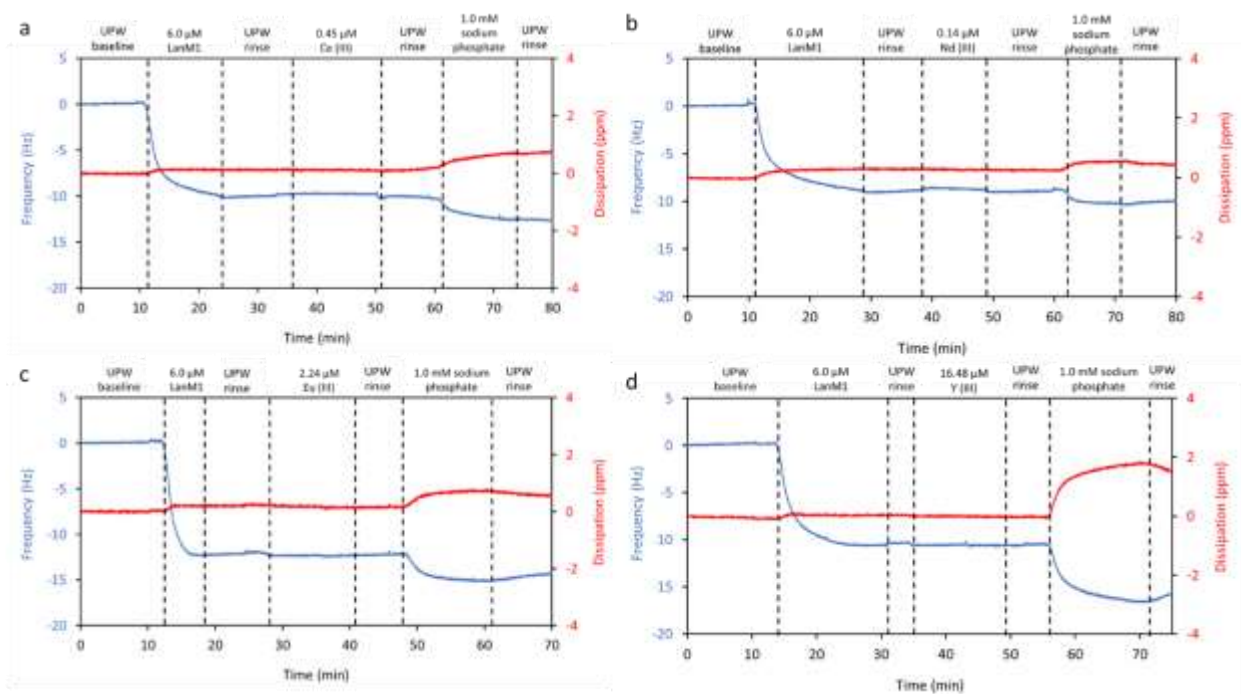 a
UPW baseline
6.0 µM LanM1
UPW rinse
0.45 µM Ce (III)
UPW rinse
1.0 mM sodium phosphate
UPW rinse
Frequency (Hz)
5
0
-5
-10
-15
-20
0 10 20 30 40 50 60 70 80
Time (min)
4
2
0
-2
-4
Dissipation (ppm)
b
UPW baseline
6.0 µM LanM1
UPW rinse
0.14 µM Nd (III)
UPW rinse
1.0 mM sodium phosphate
UPW rinse
Frequency (Hz)
5
0
-5
-10
-15
-20
0 10 20 30 40 50 60 70 80
Time (min)
4
2
0
-2
-4
Dissipation (ppm)
c
UPW baseline
6.0 µM LanM1
UPW rinse
2.24 µM (III)
UPW rinse
1.0 mM sodium phosphate
UPW rinse
Frequency (Hz)
5
0
-5
-10
-15
-20
0 10 20 30 40 50 60 70
Time (min)
4
2
0
-2
-4
Dissipation (ppm)
d
UPW baseline
6.0 µM LanM1
UPW rinse
16.48 µM Y (III)
UPW rinse
1.0 mM sodium phosphate
UPW rinse
Frequency (Hz)
5
0
-5
-10
-15
-20
0 10 20 30 40 50 60 70
Time (min)
4
2
0
-2
-4
Dissipation (ppm)